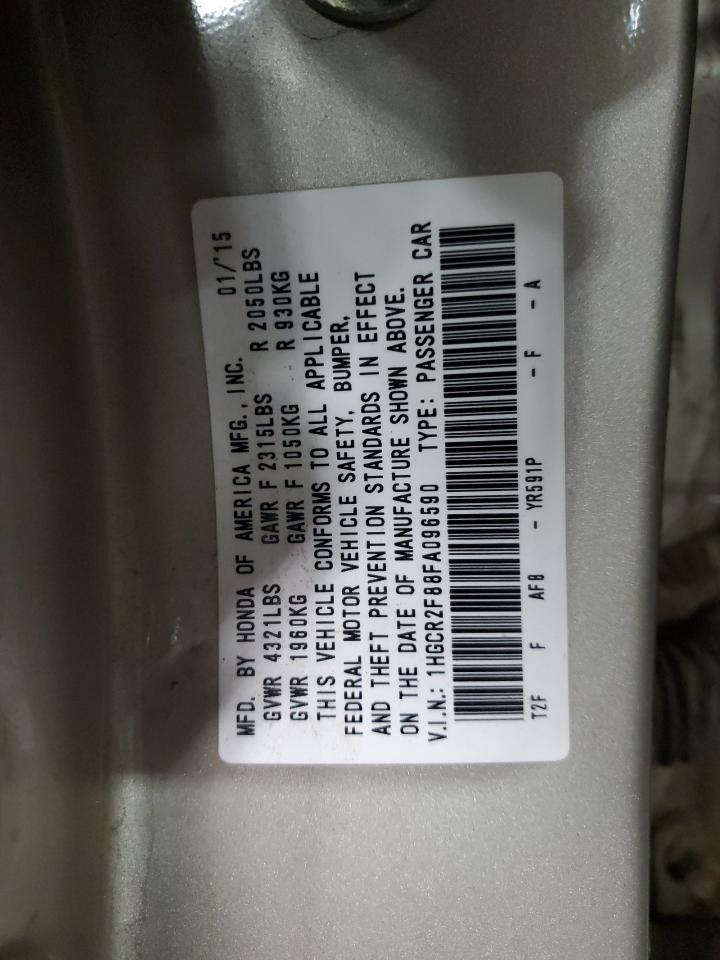 MFD. BY HONDA OF AMERICA MFG., INC. 01/'15
GVWR 4321LBS GAWR F 2315LBS R 2050LBS
GVWR 1960KG GAWR F 1050KG R 930KG
THIS VEHICLE CONFORMS TO ALL APPLICABLE
FEDERAL MOTOR VEHICLE SAFETY, BUMPER,
AND THEFT PREVENTION STANDARDS IN EFFECT
ON THE DATE OF MANUFACTURE SHOWN ABOVE.
V.I.N.: 1HGCR2F88FA096590 TYPE: PASSENGER CAR
T2F F AF8 - YR591P - F - A